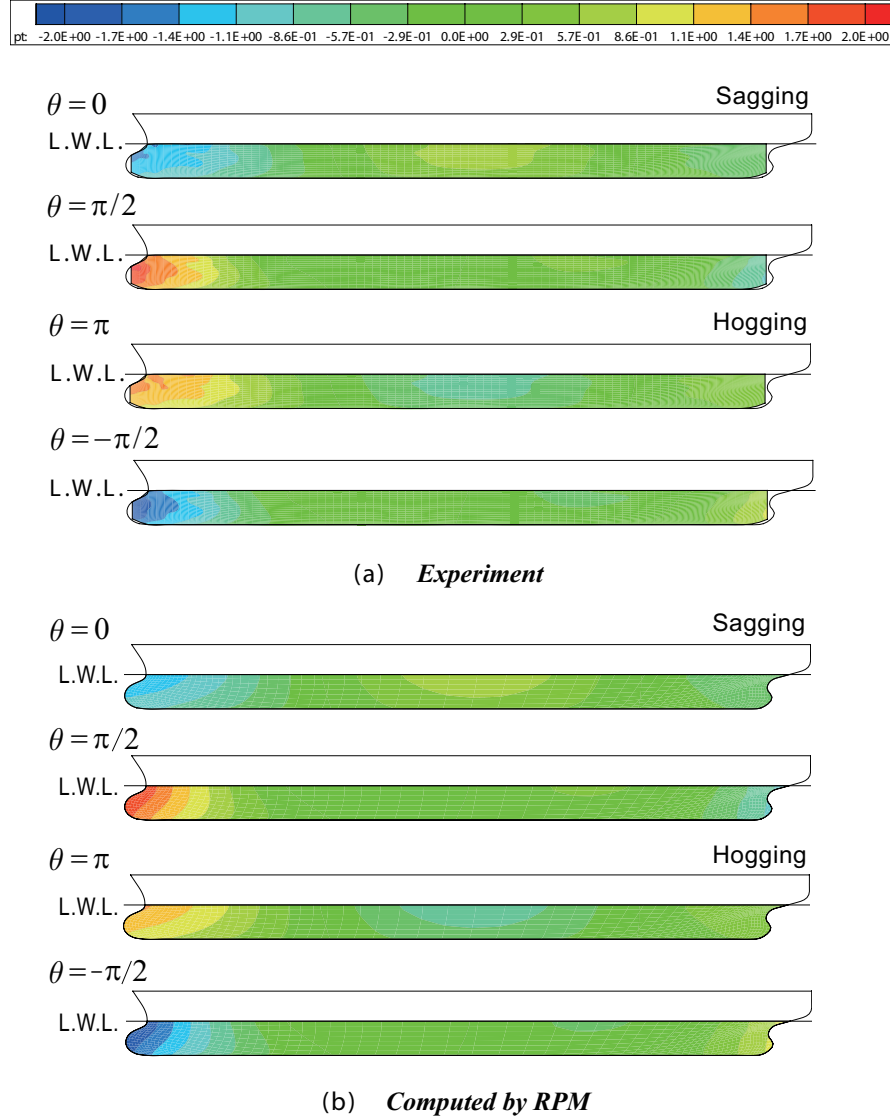 pt: -2.0E+00 -1.7E+00 -1.4E+00 -1.1E+00 -8.6E-01 -5.7E-01 -2.9E-01 0.0E+00 2.9E-01 5.7E-01 8.6E-01 1.1E+00 1.4E+00 1.7E+00 2.0E+00
θ = 0 Sagging
L.W.L.
θ = π/2
L.W.L.
θ = π Hogging
L.W.L.
θ = −π/2
L.W.L.
(a) Experiment
θ = 0 Sagging
L.W.L.
θ = π/2
L.W.L.
θ = π Hogging
L.W.L.
θ = -π/2
L.W.L.
(b) Computed by RPM